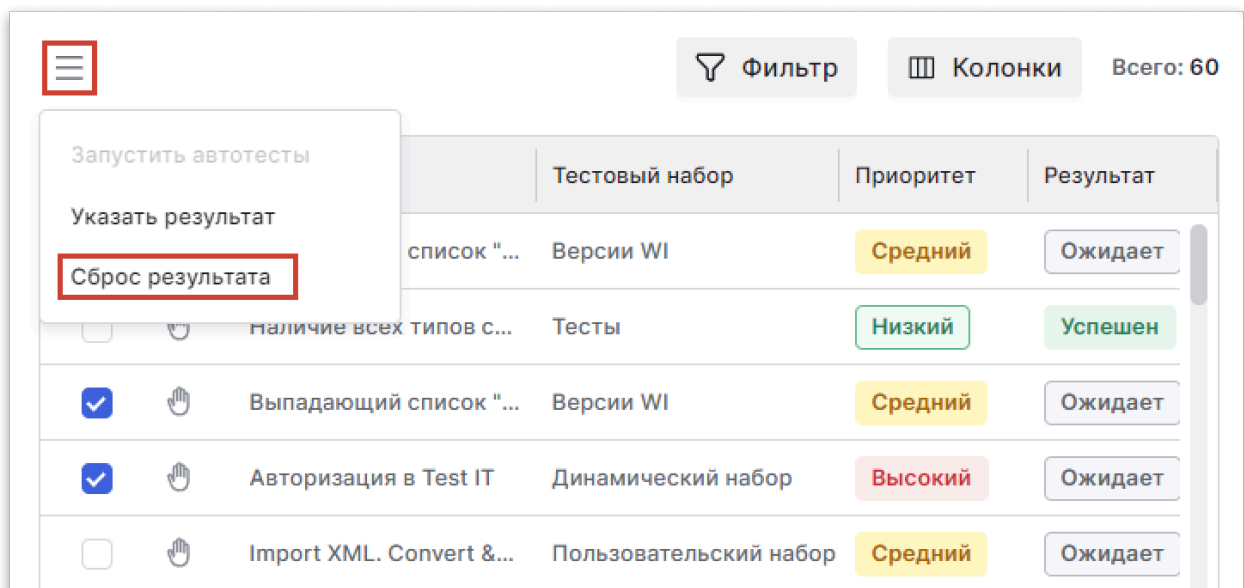 Фильтр
Колонки
Всего: 60
Запустить автотесты
Указать результат
Сброс результата
Тестовый набор Приоритет Результат
список "... Версии WI Средний Ожидает
Наличие всех типов с... Тесты Низкий Успешен
Выпадающий список "... Версии WI Средний Ожидает
Авторизация в Test IT Динамический набор Высокий Ожидает
Import XML. Convert &... Пользовательский набор Средний Ожидает